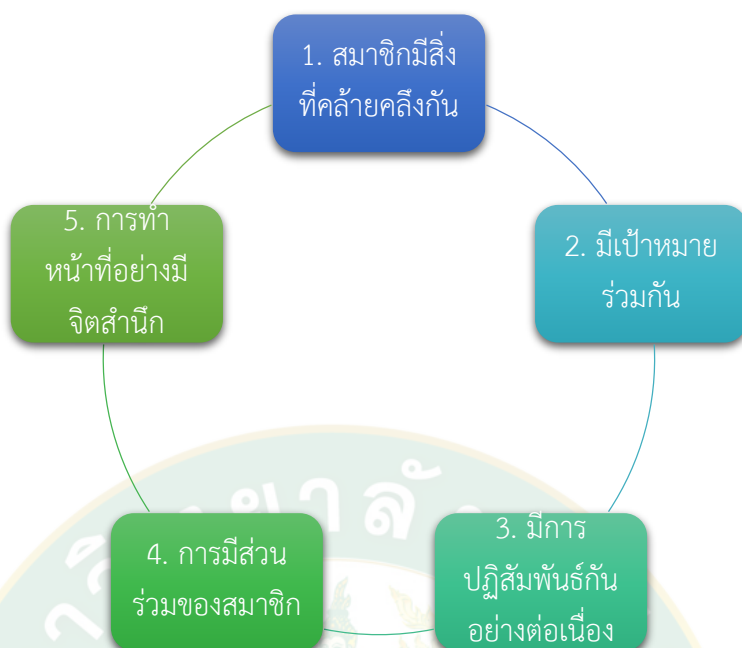 1. สมาชิกมีสิ่ง
ที่คล้ายคลึงกัน
2. มีเป้าหมาย
ร่วมกัน
3. มีการ
ปฏิสัมพันธ์กัน
อย่างต่อเนื่อง
4. การมีส่วน
ร่วมของสมาชิก
5. การทำ
หน้าที่อย่างมี
จิตสำนึก